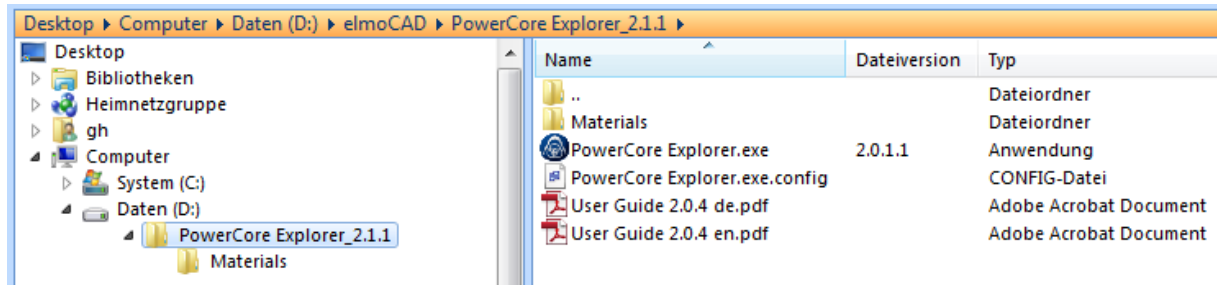 Desktop ▸ Computer ▸ Daten (D:) ▸ elmoCAD ▸ PowerCore Explorer_2.1.1 ▸
Desktop
Bibliotheken
Heimnetzgruppe
gh
Computer
System (C:)
Daten (D:)
PowerCore Explorer_2.1.1
Materials
Name Dateiversion Typ
.. Dateiordner
Materials Dateiordner
PowerCore Explorer.exe 2.0.1.1 Anwendung
PowerCore Explorer.exe.config CONFIG-Datei
User Guide 2.0.4 de.pdf Adobe Acrobat Document
User Guide 2.0.4 en.pdf Adobe Acrobat Document